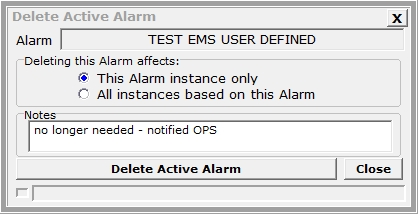 Delete Active Alarm
X
Alarm TEST EMS USER DEFINED
Deleting this Alarm affects:
This Alarm instance only
All instances based on this Alarm
Notes
no longer needed - notified OPS
Delete Active Alarm Close